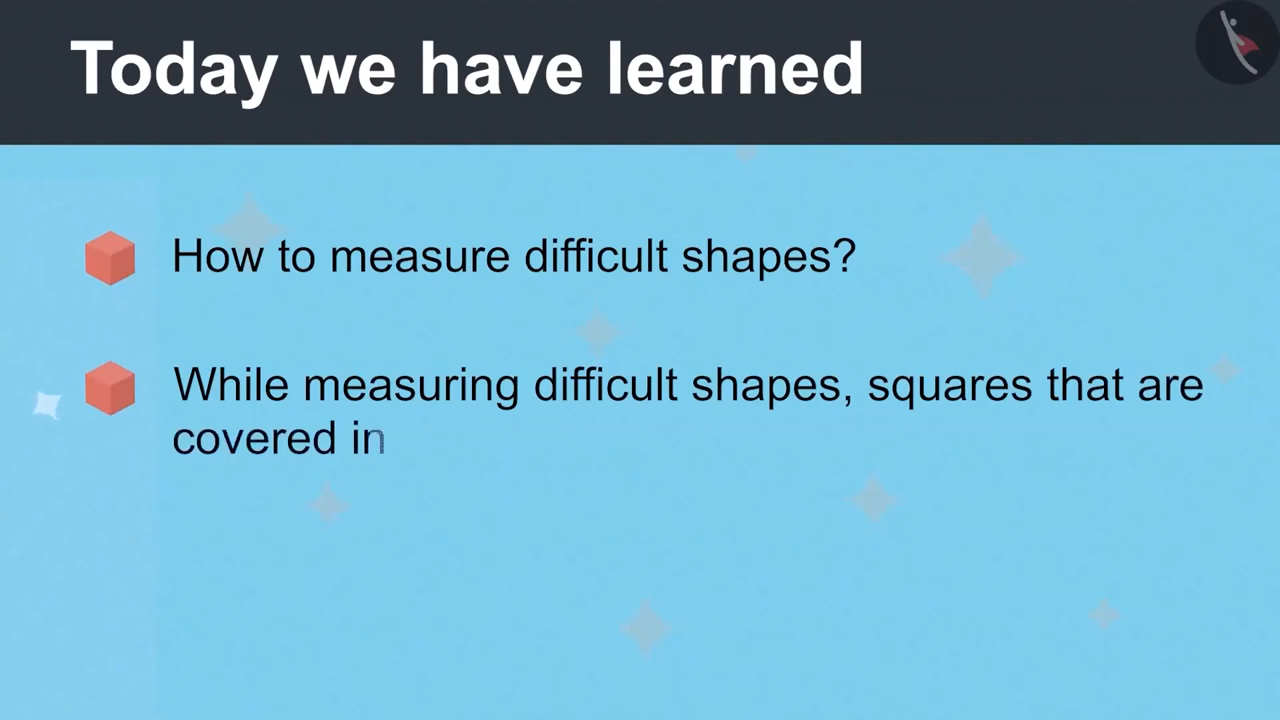 Today we have learned
How to measure difficult shapes?
While measuring difficult shapes, squares that are
covered in